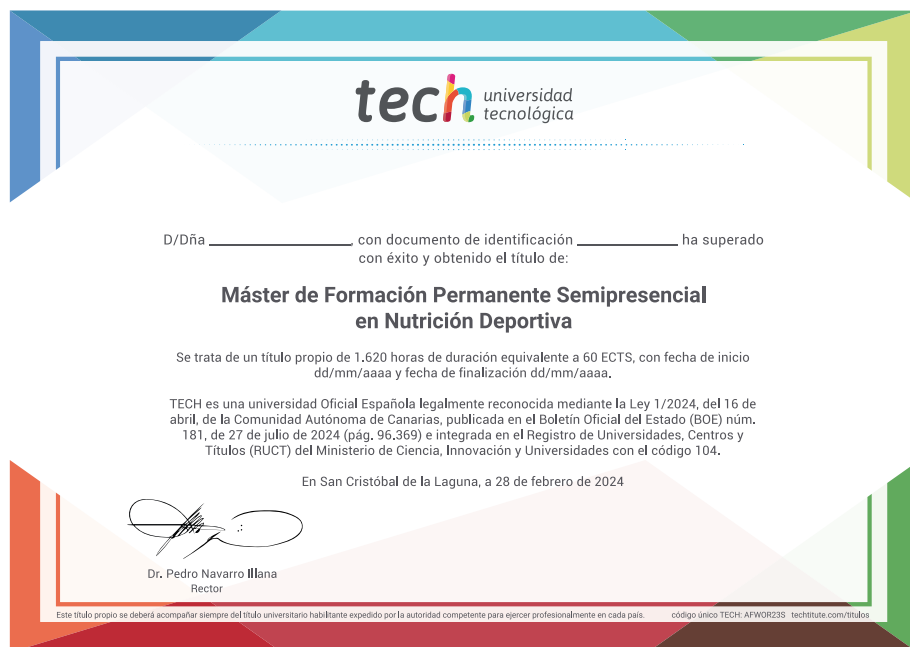 tech universidad
tecnológica
D/Dña ______________, con documento de identificación __________ ha superado
con éxito y obtenido el título de:
Máster de Formación Permanente Semipresencial
en Nutrición Deportiva
Se trata de un título propio de 1.620 horas de duración equivalente a 60 ECTS, con fecha de inicio
dd/mm/aaaa y fecha de finalización dd/mm/aaaa.
TECH es una universidad Oficial Española legalmente reconocida mediante la Ley 1/2024, del 16 de
abril, de la Comunidad Autónoma de Canarias, publicada en el Boletín Oficial del Estado (BOE) núm.
181, de 27 de julio de 2024 (pág. 96.369) e integrada en el Registro de Universidades, Centros y
Títulos (RUCT) del Ministerio de Ciencia, Innovación y Universidades con el código 104.
En San Cristóbal de la Laguna, a 28 de febrero de 2024
Dr. Pedro Navarro Illana
Rector
Este título propio se deberá acompañar siempre del título universitario habilitante expedido por la autoridad competente para ejercer profesionalmente en cada país. código único TECH: AFWOR23S techtitute.com/titulos